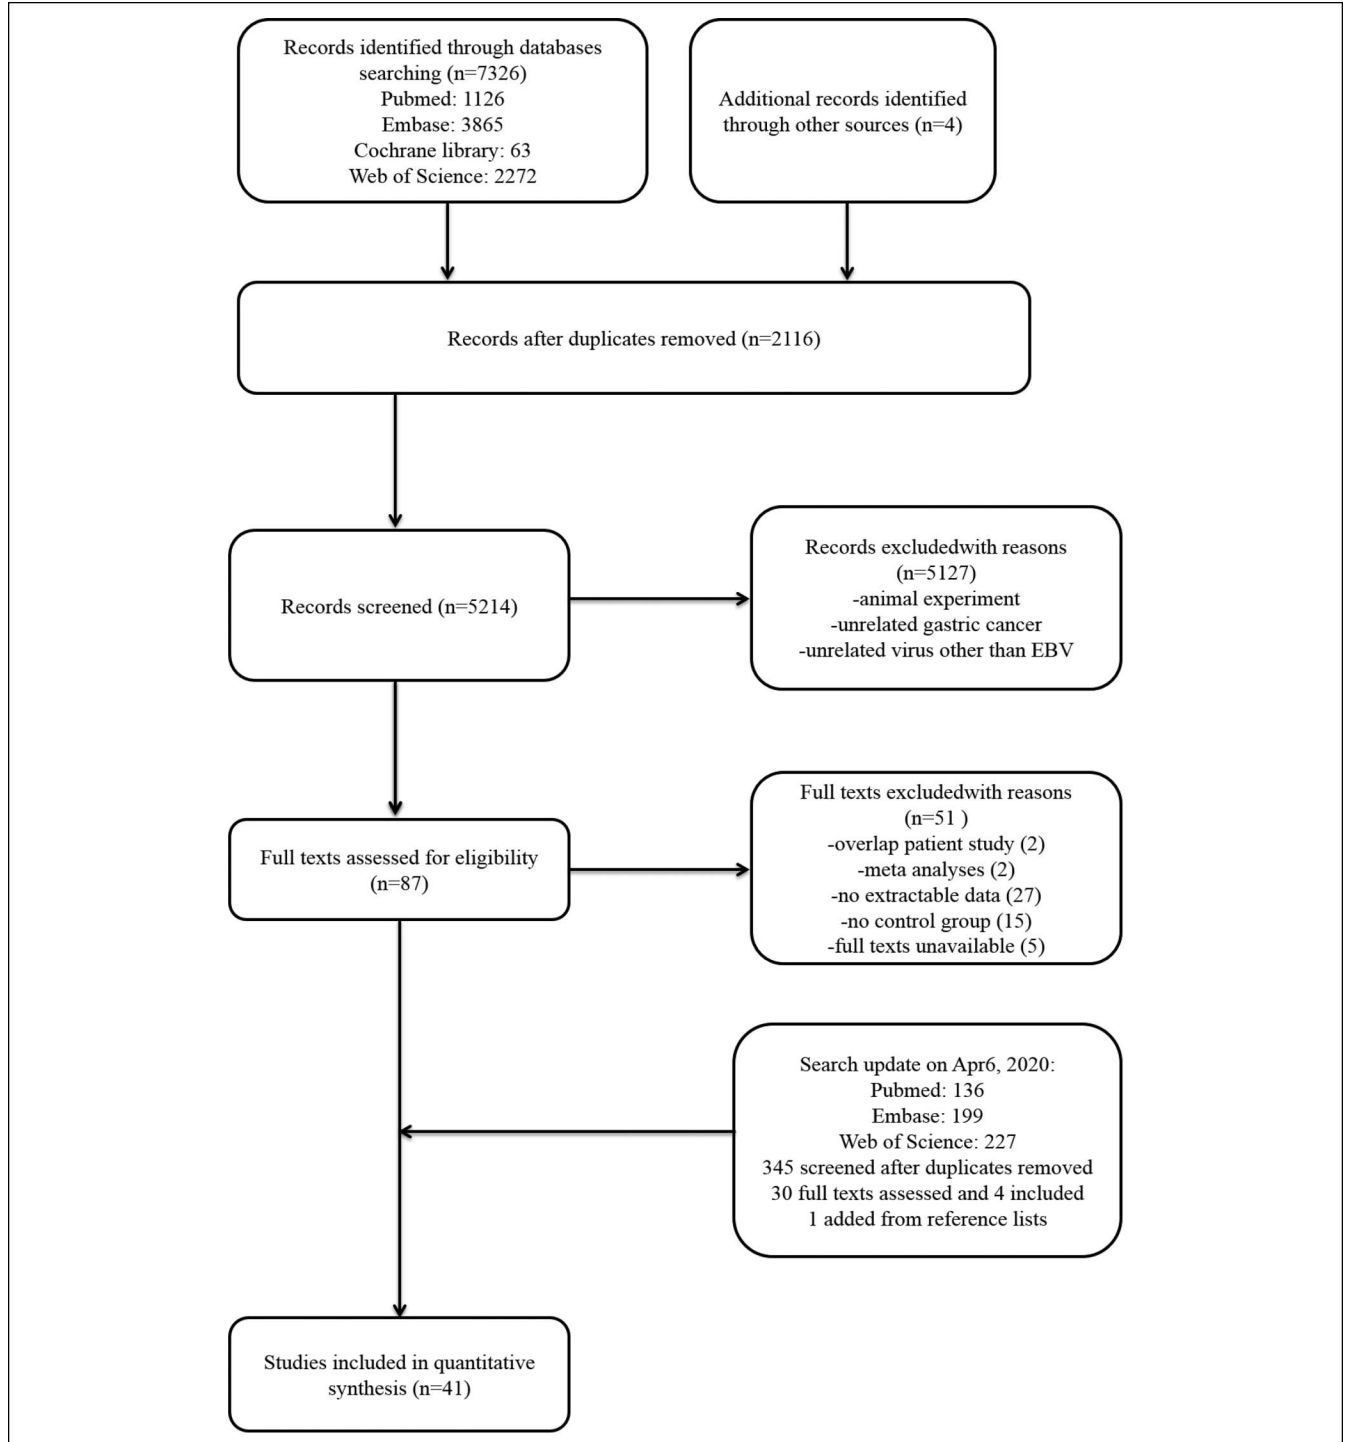 Records identified through databases
searching (n=7326)
Pubmed: 1126
Embase: 3865
Cochrane library: 63
Web of Science: 2272
Additional records identified
through other sources (n=4)
Records after duplicates removed (n=2116)
Records screened (n=5214)
Records excludedwith reasons
(n=5127)
-animal experiment
-unrelated gastric cancer
-unrelated virus other than EBV
Full texts assessed for eligibility
(n=87)
Full texts excludedwith reasons
(n=51 )
-overlap patient study (2)
-meta analyses (2)
-no extractable data (27)
-no control group (15)
-full texts unavailable (5)
Search update on Apr6, 2020:
Pubmed: 136
Embase: 199
Web of Science: 227
345 screened after duplicates removed
30 full texts assessed and 4 included
1 added from reference lists
Studies included in quantitative
synthesis (n=41)